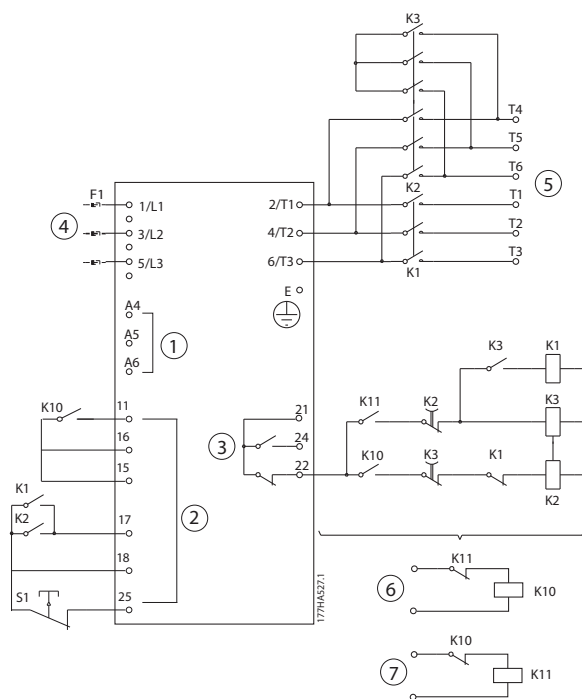 K3
T4
T5
T6
5
K2
T1
T2
T3
K1
F1
4
1/L1
3/L2
5/L3
2/T1
4/T2
6/T3
E
A4
A5
A6
1
K10
11
16
15
K1
K2
17
18
S1
25
2
3
21
24
22
K11
K2
K3
K1
K3
K10
K3
K1
K2
177HA527.1
6
K11
K10
7
K10
K11